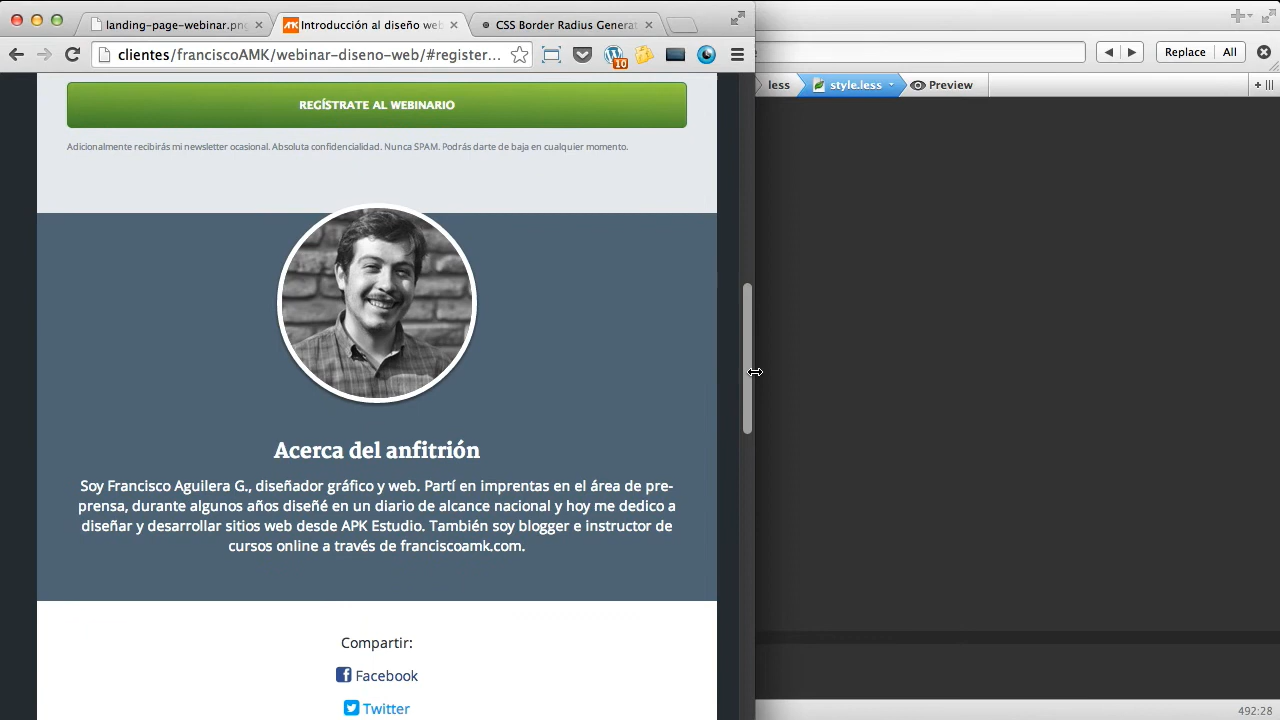 landing-page-webinar.png
Introducción al diseño web
CSS Border Radius Generat
clientes/franciscoAMK/webinar-diseno-web/#register...
10
Replace
All
less
style.less
Preview
REGÍSTRATE AL WEBINARIO
Adicionalmente recibirás mi newsletter ocasional. Absoluta confidencialidad. Nunca SPAM. Podrás darte de baja en cualquier momento.
Acerca del anfitrión
Soy Francisco Aguilera G., diseñador gráfico y web. Partí en imprentas en el área de pre-
prensa, durante algunos años diseñé en un diario de alcance nacional y hoy me dedico a
diseñar y desarrollar sitios web desde APK Estudio. También soy blogger e instructor de
cursos online a través de franciscoamk.com.
Compartir:
Facebook
Twitter
492:28